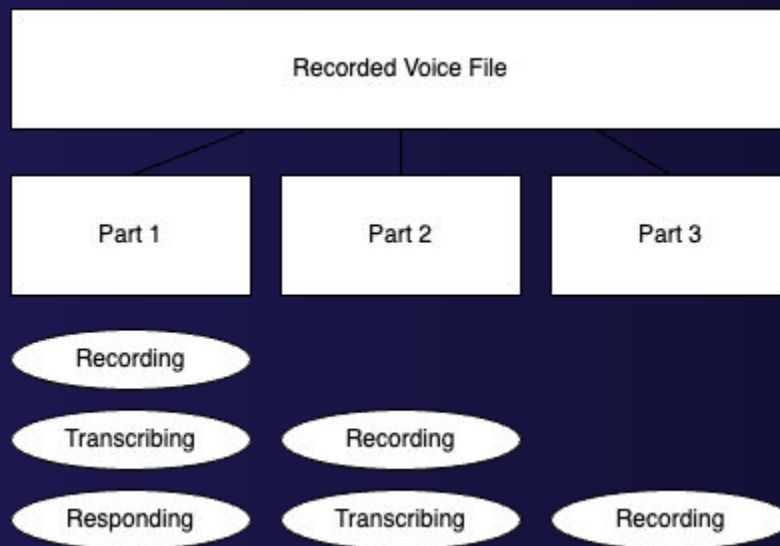 Recorded Voice File
Part 1 Part 2 Part 3
Recording
Transcribing Recording
Responding Transcribing Recording